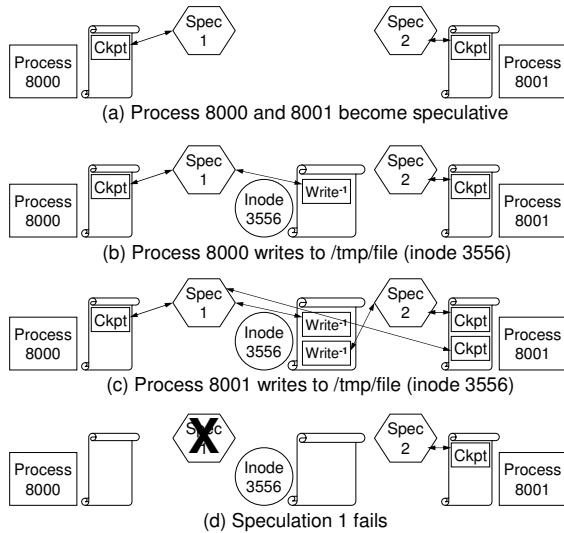 Process 8000
Ckpt
Spec 1
Spec 2
Ckpt
Process 8001
(a) Process 8000 and 8001 become speculative
Process 8000
Ckpt
Spec 1
Inode 3556
Write⁻¹
Spec 2
Ckpt
Process 8001
(b) Process 8000 writes to /tmp/file (inode 3556)
Process 8000
Ckpt
Spec 1
Inode 3556
Write⁻¹
Write⁻¹
Spec 2
Ckpt
Ckpt
Process 8001
(c) Process 8001 writes to /tmp/file (inode 3556)
Process 8000
Spec 1
X
Inode 3556
Spec 2
Ckpt
Process 8001
(d) Speculation 1 fails